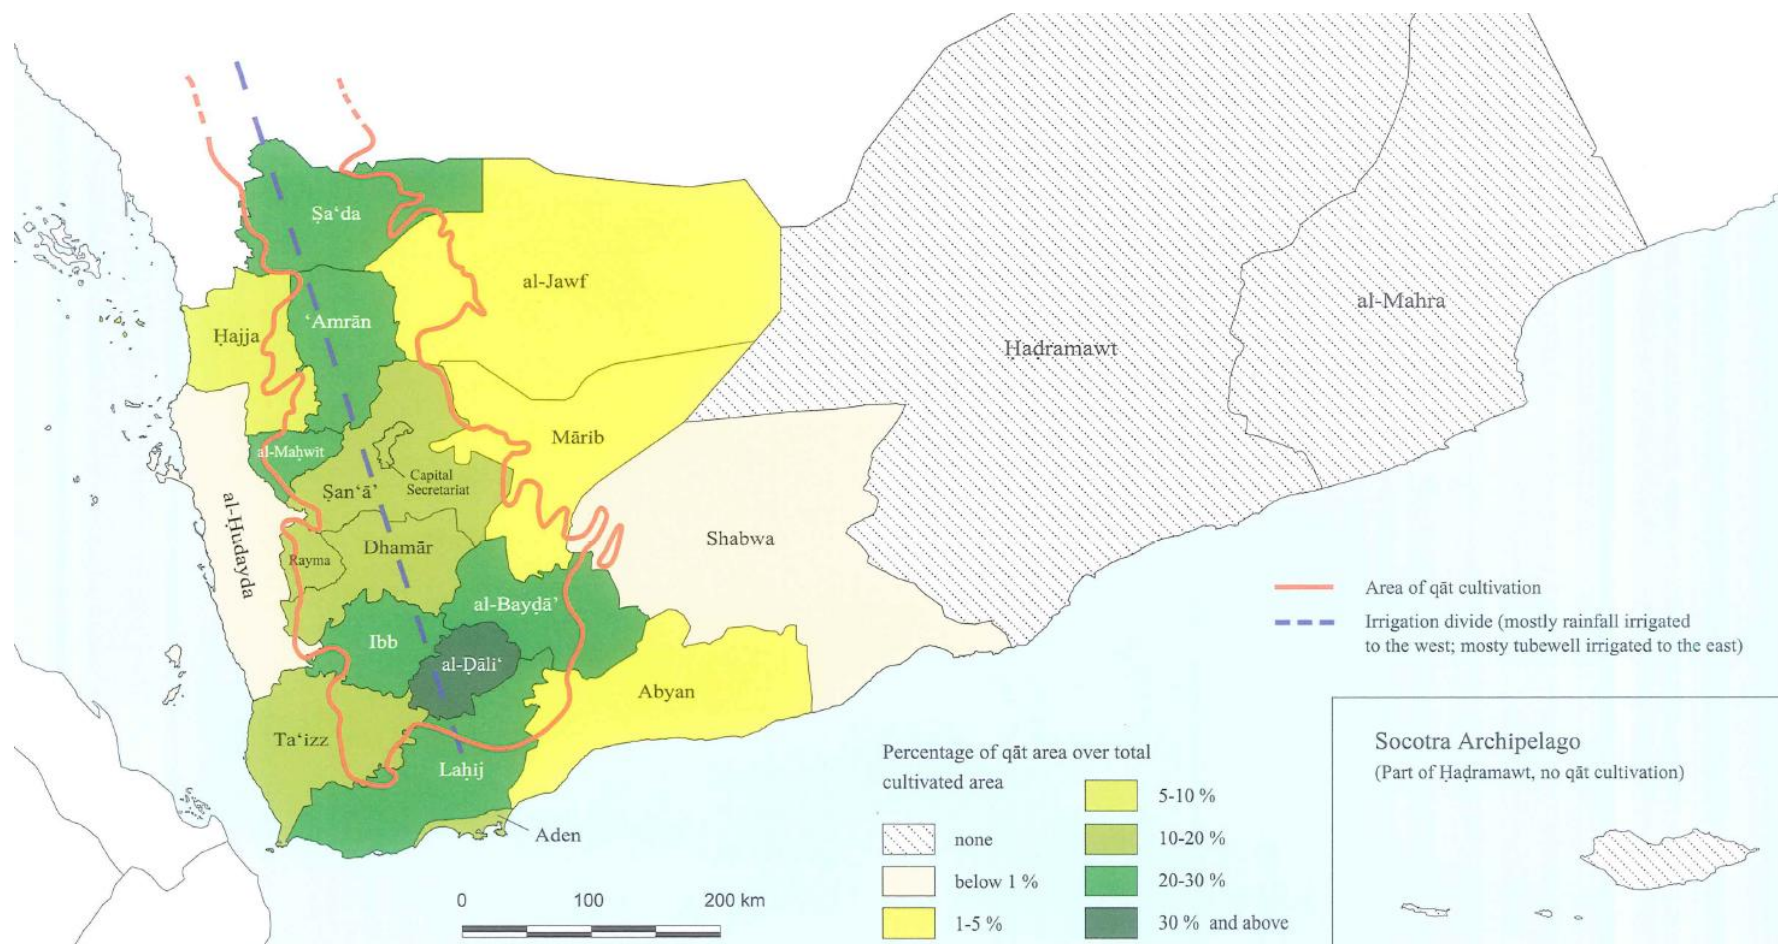 Ṣa‘da
al-Jawf
‘Amrān
Ḥajja
al-Mahra
Ḥaḍramawt
Mārib
al-Maḥwit
Capital
Secretariat
Ṣan‘ā’
al-Ḥudayda
Shabwa
Dhamār
Rayma
al-Bayḍā’
Ibb
al-Ḍāli‘
Abyan
Ta‘izz
Laḥij
Aden
Area of qāt cultivation
Irrigation divide (mostly rainfall irrigated
to the west; mosty tubewell irrigated to the east)
Percentage of qāt area over total
cultivated area
none
below 1 %
1-5 %
5-10 %
10-20 %
20-30 %
30 % and above
0 100 200 km
Socotra Archipelago
(Part of Ḥaḍramawt, no qāt cultivation)